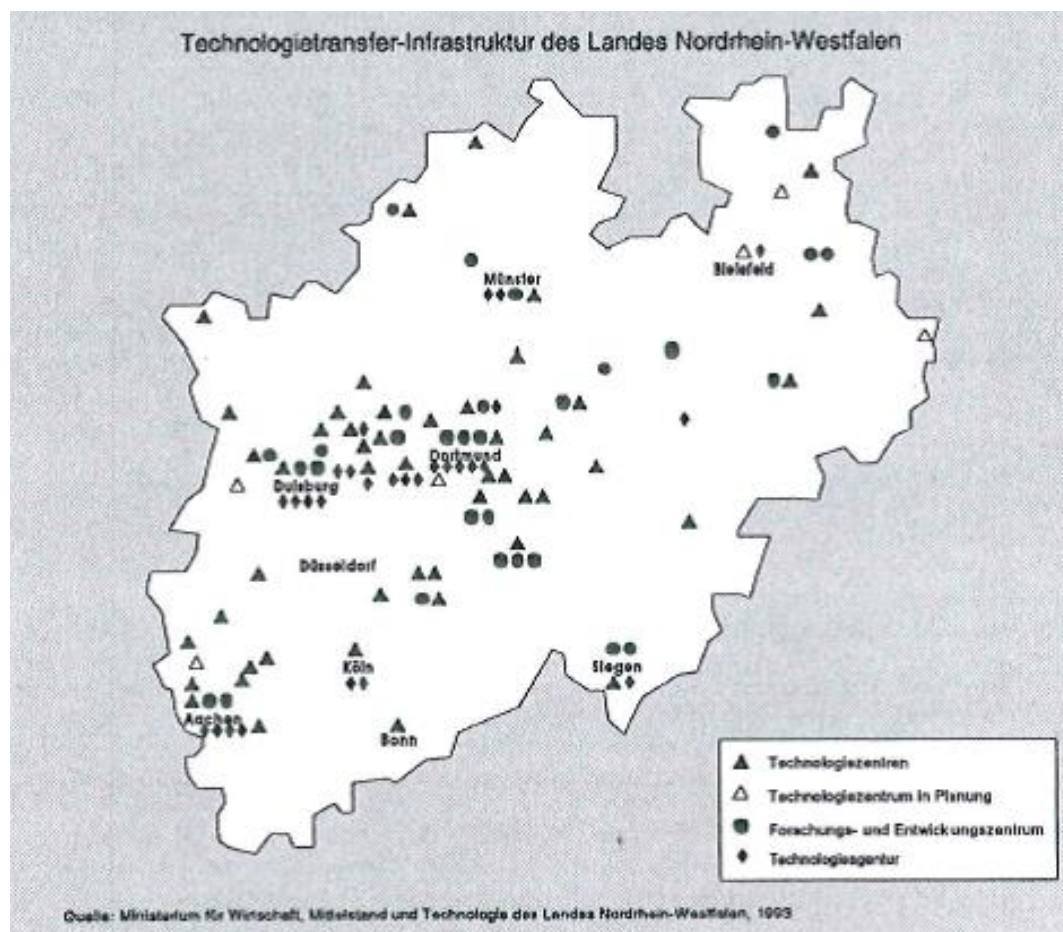 Technologietransfer-Infrastruktur des Landes Nordrhein-Westfalen
Bielefeld
Münster
Dortmund
Duisburg
Düsseldorf
Köln
Siegen
Aachen
Bonn
Technologiezentren
Technologiezentrum in Planung
Forschungs- und Entwickungszentrum
Technologieagentur
Quelle: Ministerium für Wirtschaft, Mittelstand und Technologie des Landes Nordrhein-Westfalen, 1993